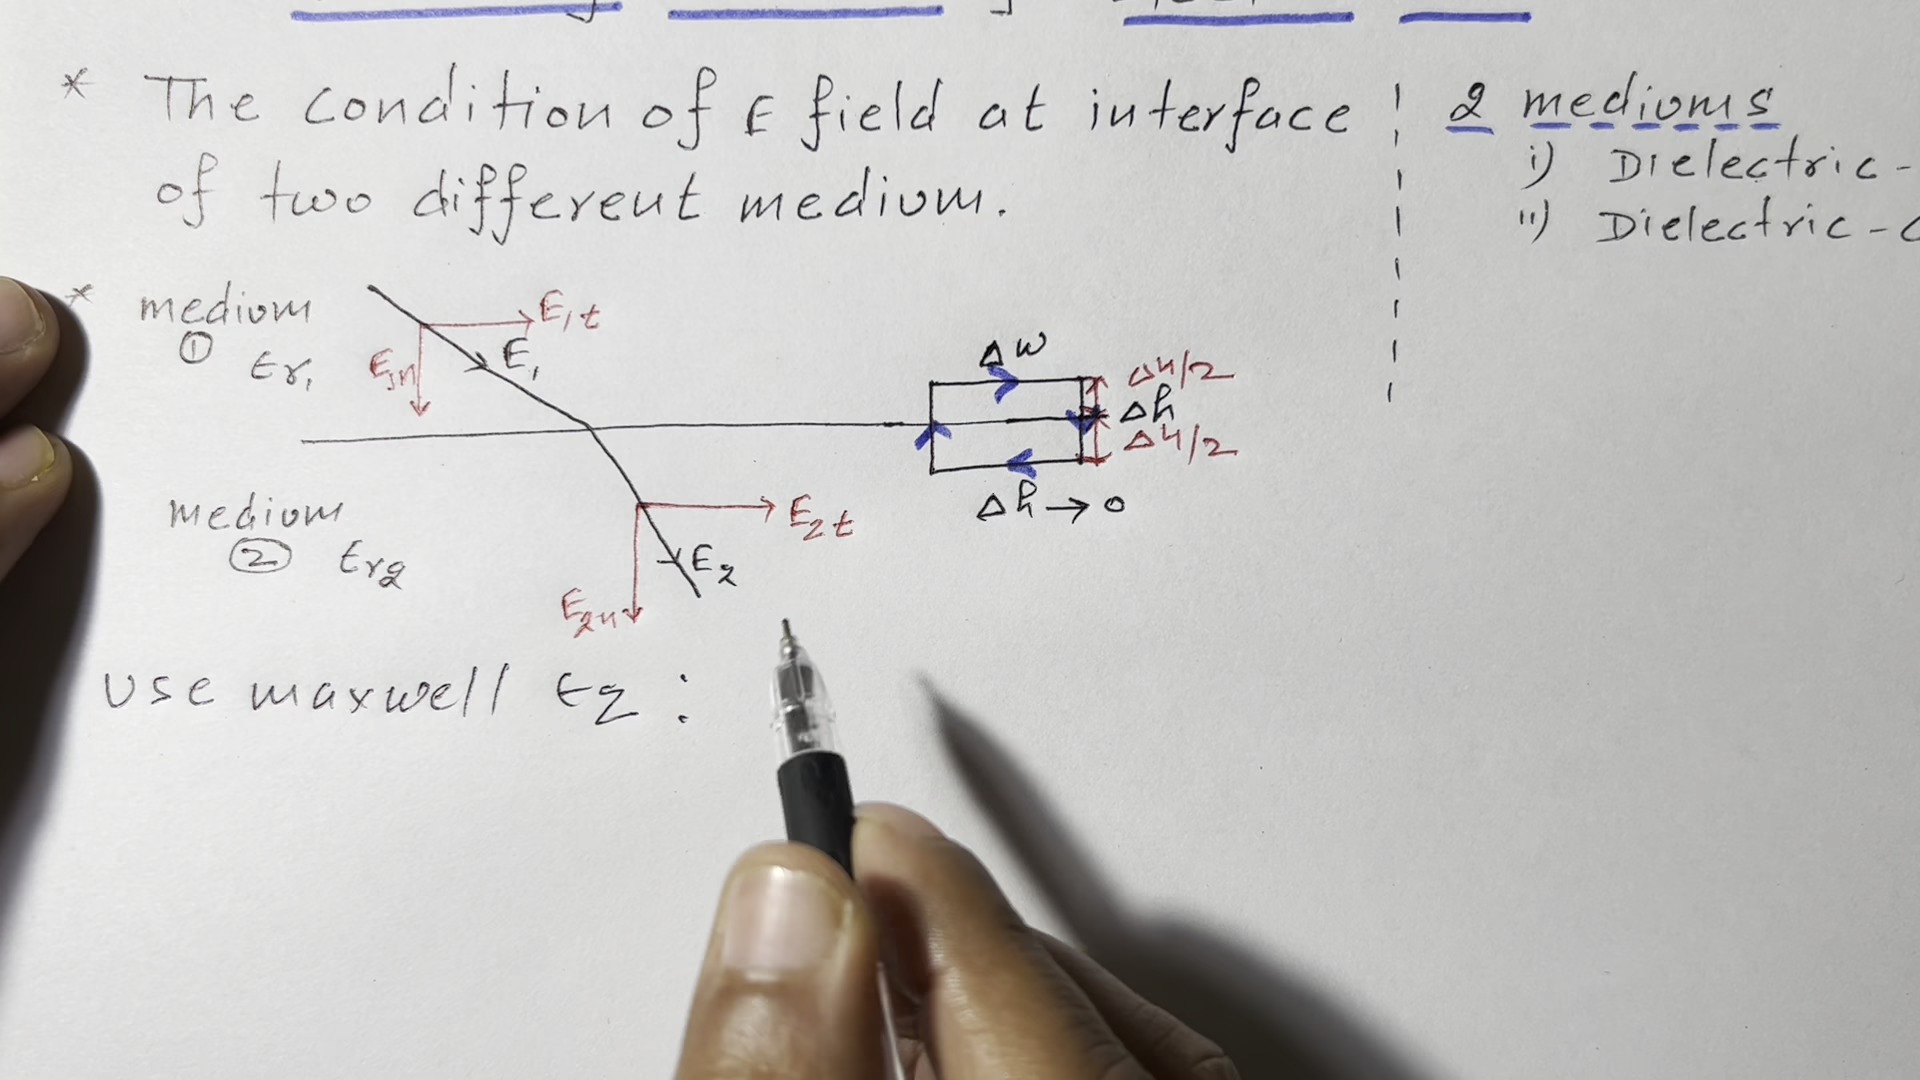 * The condition of E field at interface
of two different medium.
2 mediums
i) Dielectric -
ii) Dielectric - C
* medium
① εr₁
E₁t
E₁
E₁n
Δw
Δh/2
Δh
Δh/2
Δh → 0
medium
② εr₂
E₂t
E₂
E₂n
Use maxwell Eq :